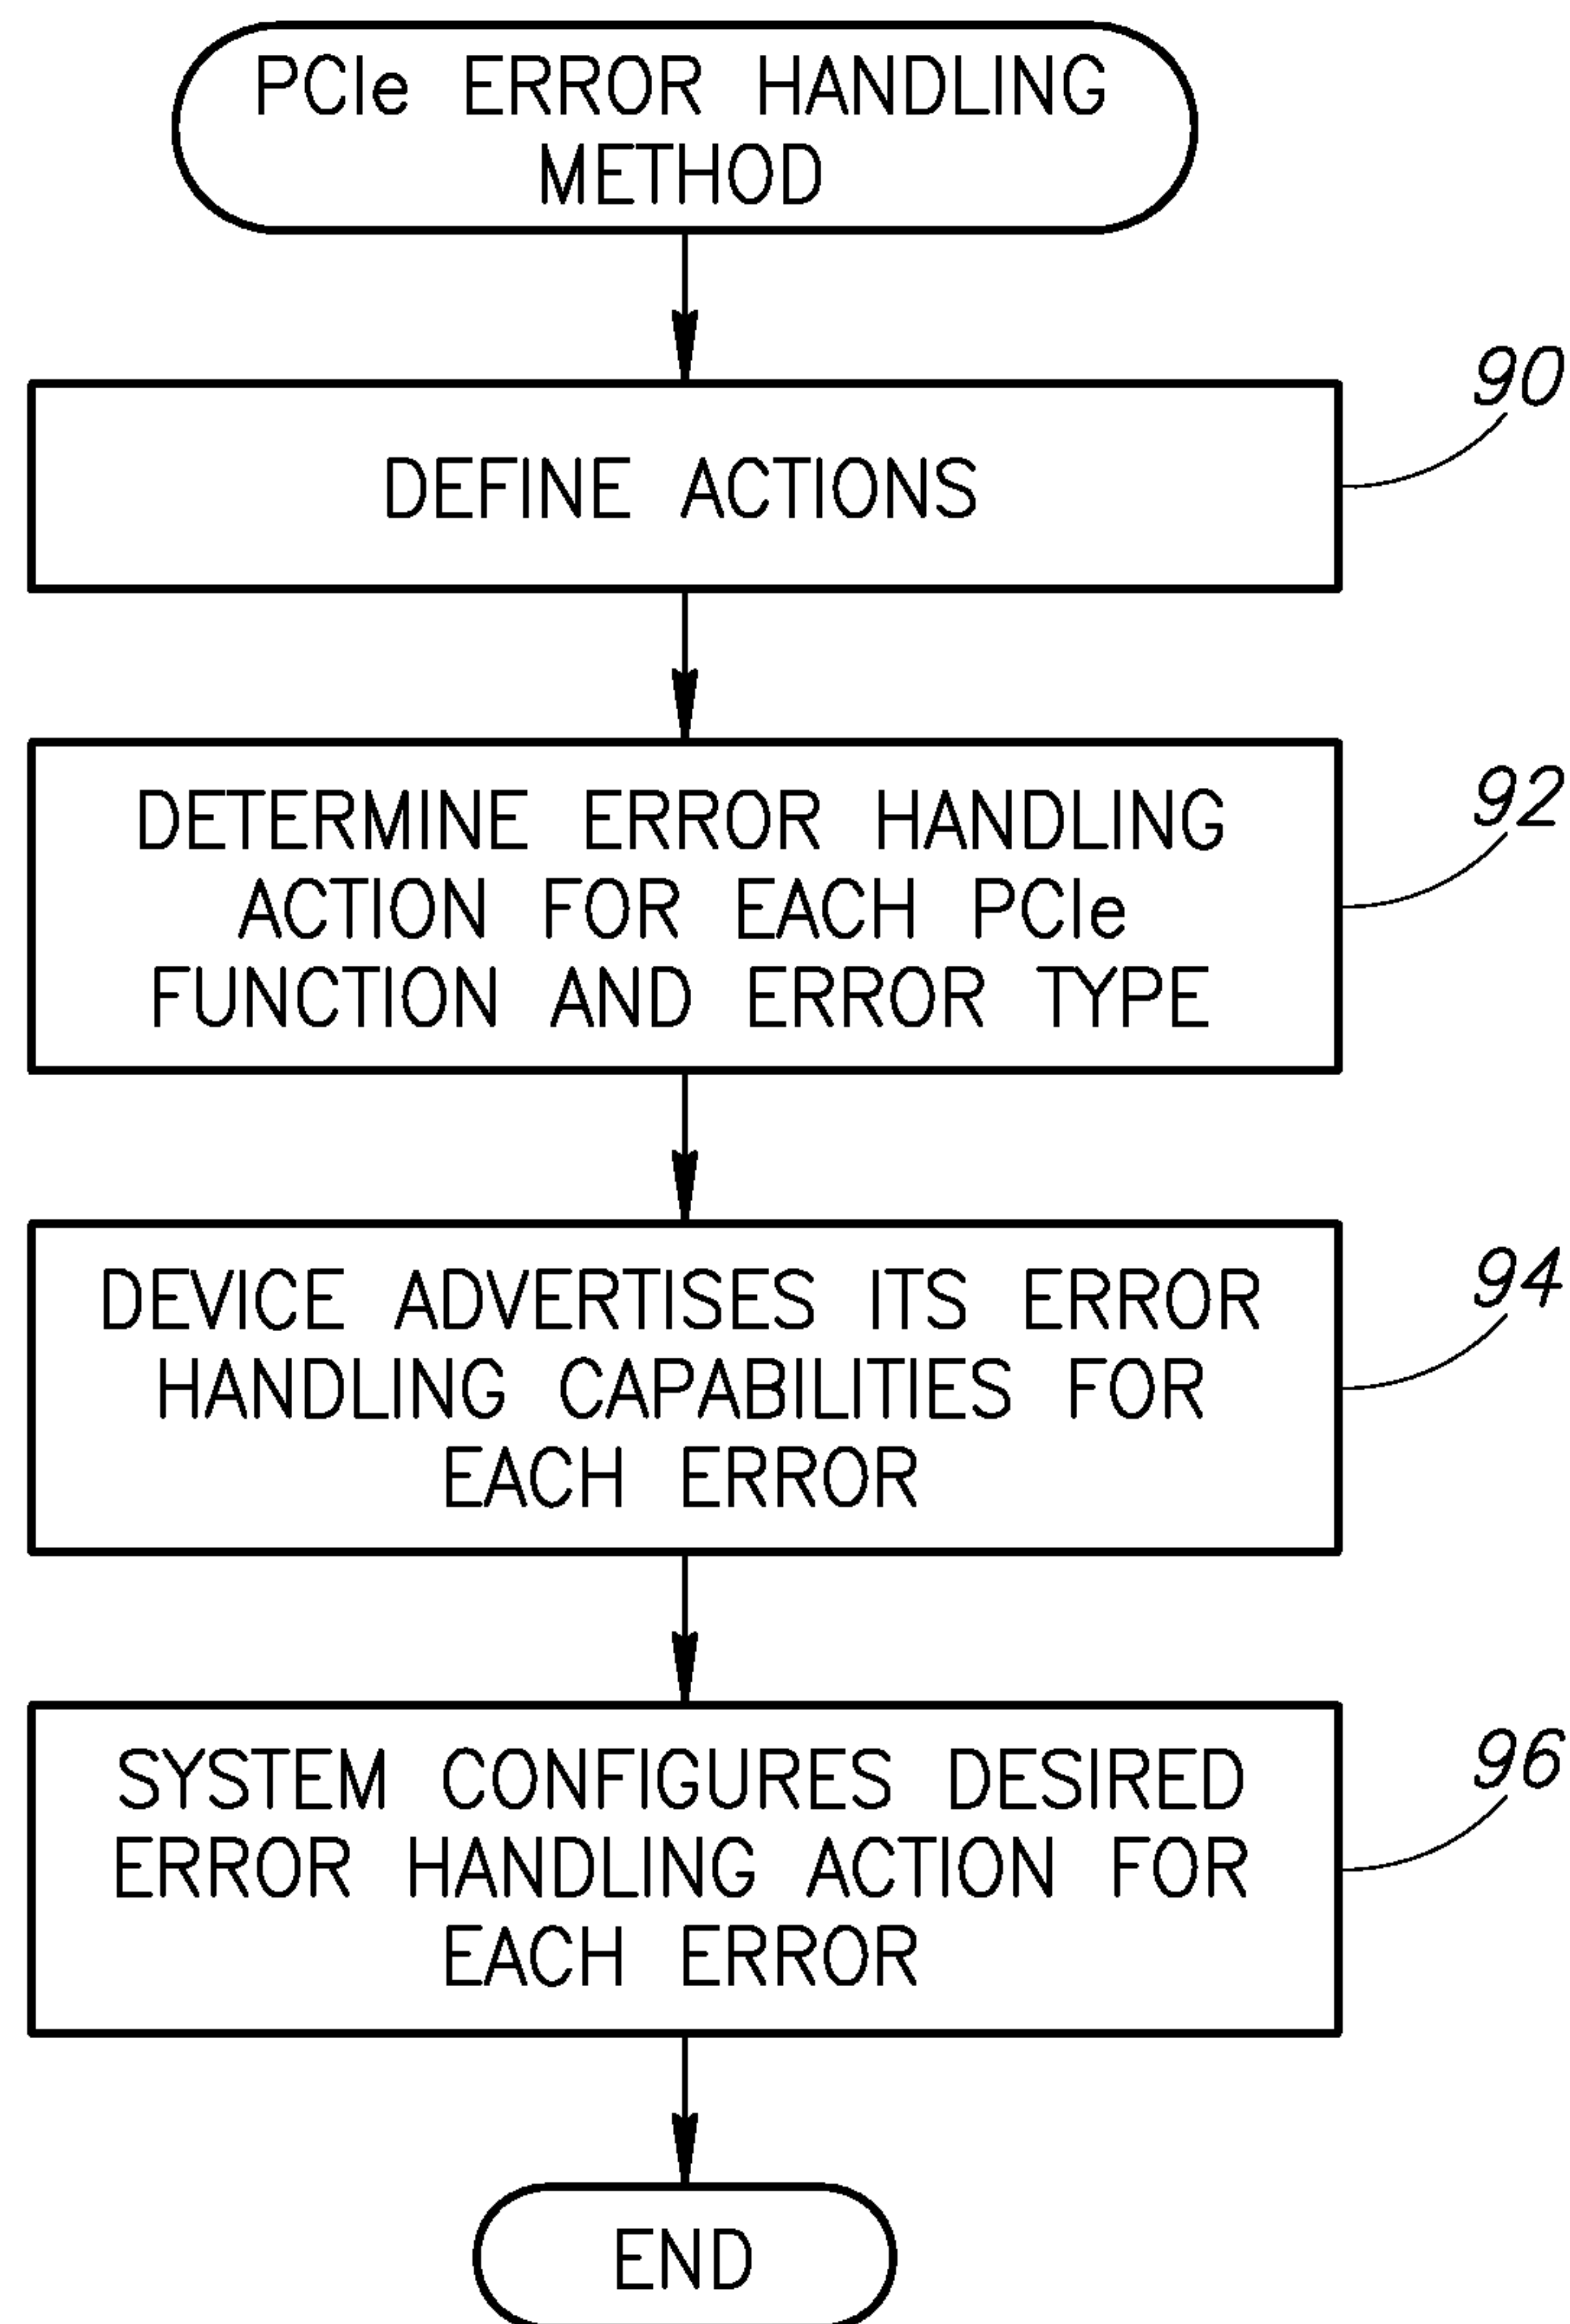 PCIe ERROR HANDLING
METHOD
90
DEFINE ACTIONS
92
DETERMINE ERROR HANDLING
ACTION FOR EACH PCIe
FUNCTION AND ERROR TYPE
94
DEVICE ADVERTISES ITS ERROR
HANDLING CAPABILITIES FOR
EACH ERROR
96
SYSTEM CONFIGURES DESIRED
ERROR HANDLING ACTION FOR
EACH ERROR
END